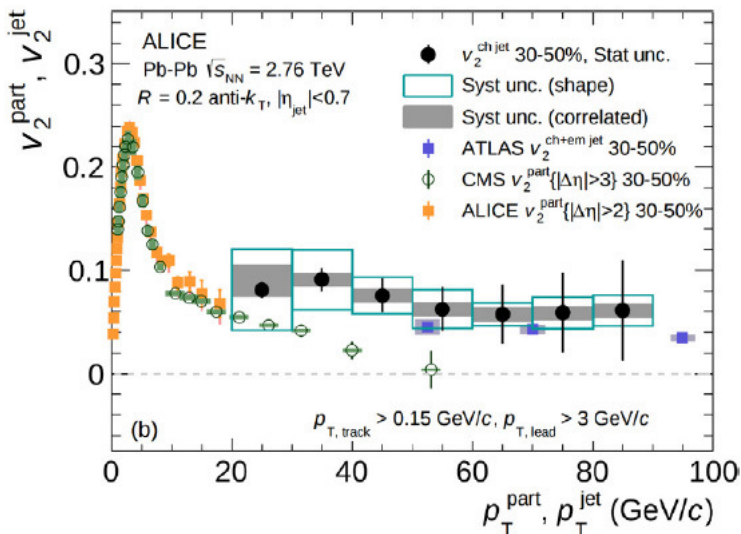 ALICE
Pb-Pb √sNN = 2.76 TeV
R = 0.2 anti-kT, |ηjet|<0.7
v2ch jet 30-50%, Stat unc.
Syst unc. (shape)
Syst unc. (correlated)
ATLAS v2ch+em jet 30-50%
CMS v2part{|Δη|>3} 30-50%
ALICE v2part{|Δη|>2} 30-50%
v2part, v2jet
0.3
0.2
0.1
0
(b)
pT, track > 0.15 GeV/c, pT, lead > 3 GeV/c
0 20 40 60 80 100
pTpart, pTjet (GeV/c)